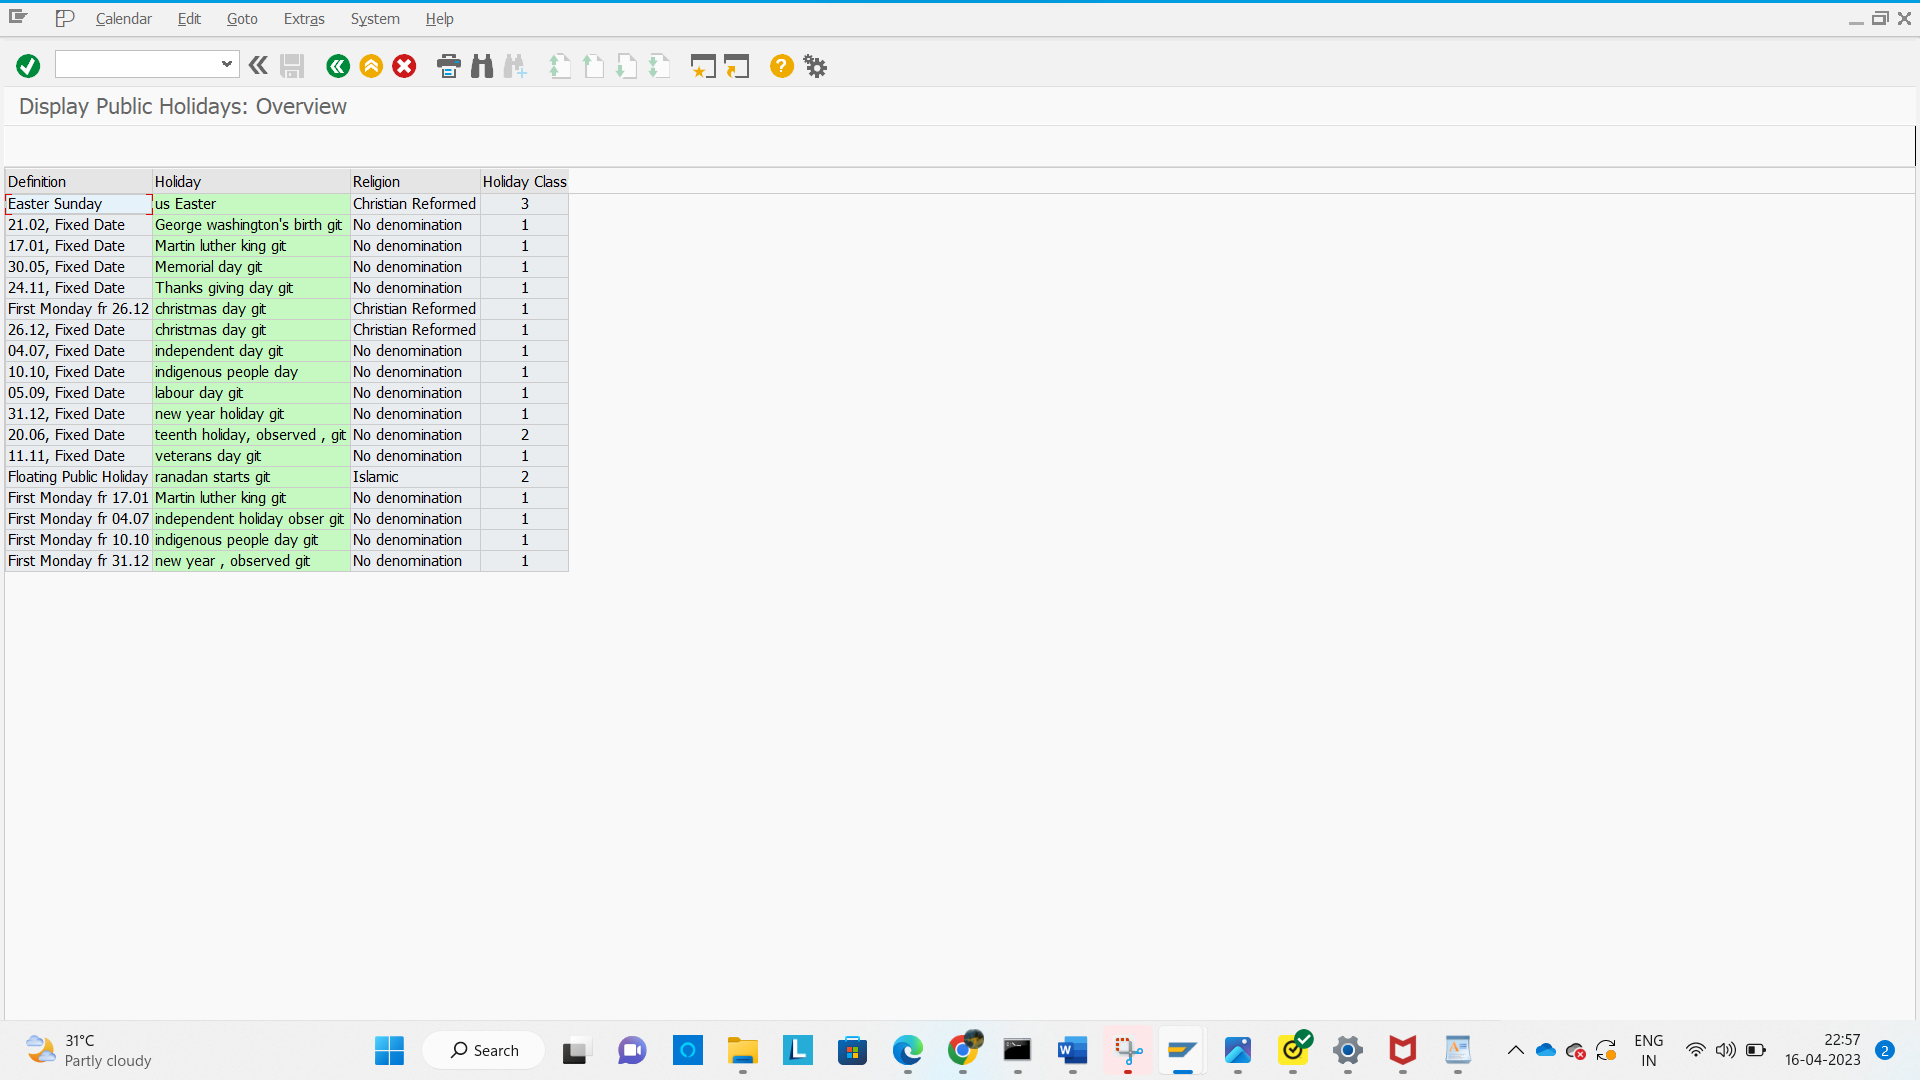 Calendar Edit Goto Extras System Help
Display Public Holidays: Overview
Definition Holiday Religion Holiday Class
Easter Sunday us Easter Christian Reformed 3
21.02, Fixed Date George washington's birth git No denomination 1
17.01, Fixed Date Martin luther king git No denomination 1
30.05, Fixed Date Memorial day git No denomination 1
24.11, Fixed Date Thanks giving day git No denomination 1
First Monday fr 26.12 christmas day git Christian Reformed 1
26.12, Fixed Date christmas day git Christian Reformed 1
04.07, Fixed Date independent day git No denomination 1
10.10, Fixed Date indigenous people day No denomination 1
05.09, Fixed Date labour day git No denomination 1
31.12, Fixed Date new year holiday git No denomination 1
20.06, Fixed Date teenth holiday, observed , git No denomination 2
11.11, Fixed Date veterans day git No denomination 1
Floating Public Holiday ranadan starts git Islamic 2
First Monday fr 17.01 Martin luther king git No denomination 1
First Monday fr 04.07 independent holiday obser git No denomination 1
First Monday fr 10.10 indigenous people day git No denomination 1
First Monday fr 31.12 new year , observed git No denomination 1
31°C
Partly cloudy
Search
ENG
IN
22:57
16-04-2023
2